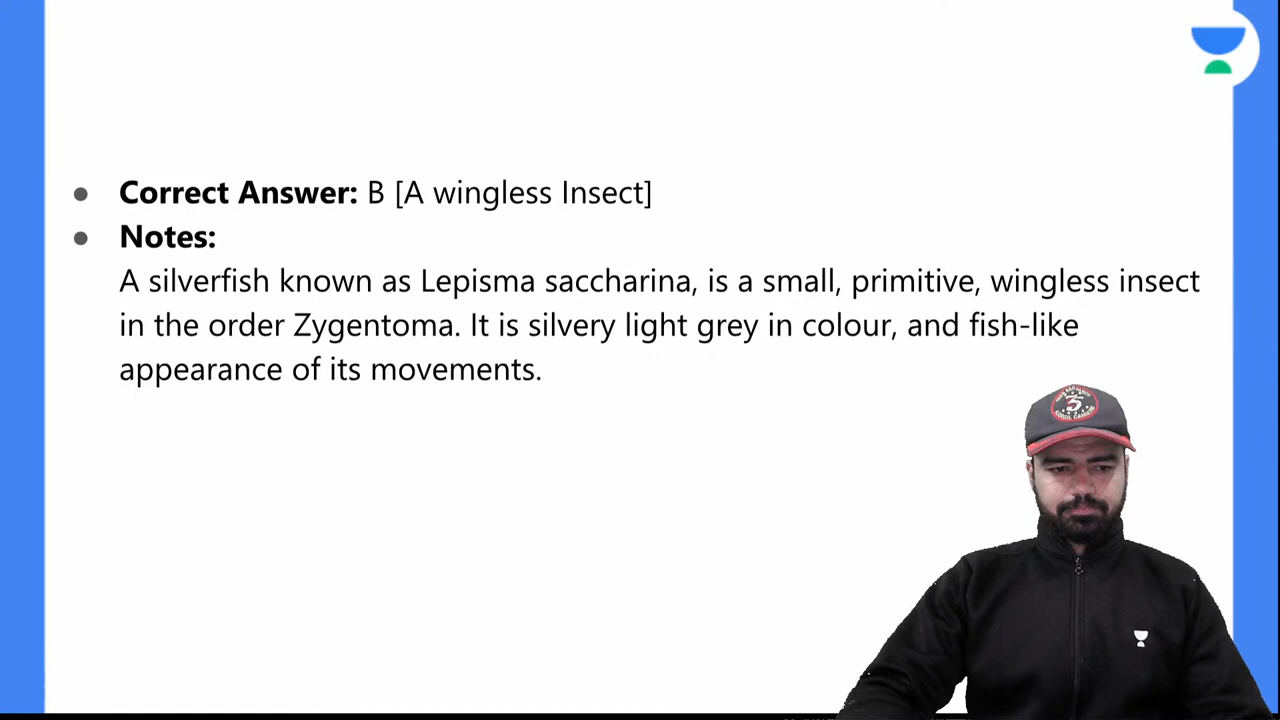 Correct Answer: B [A wingless Insect]
Notes:
A silverfish known as Lepisma saccharina, is a small, primitive, wingless insect
in the order Zygentoma. It is silvery light grey in colour, and fish-like
appearance of its movements.